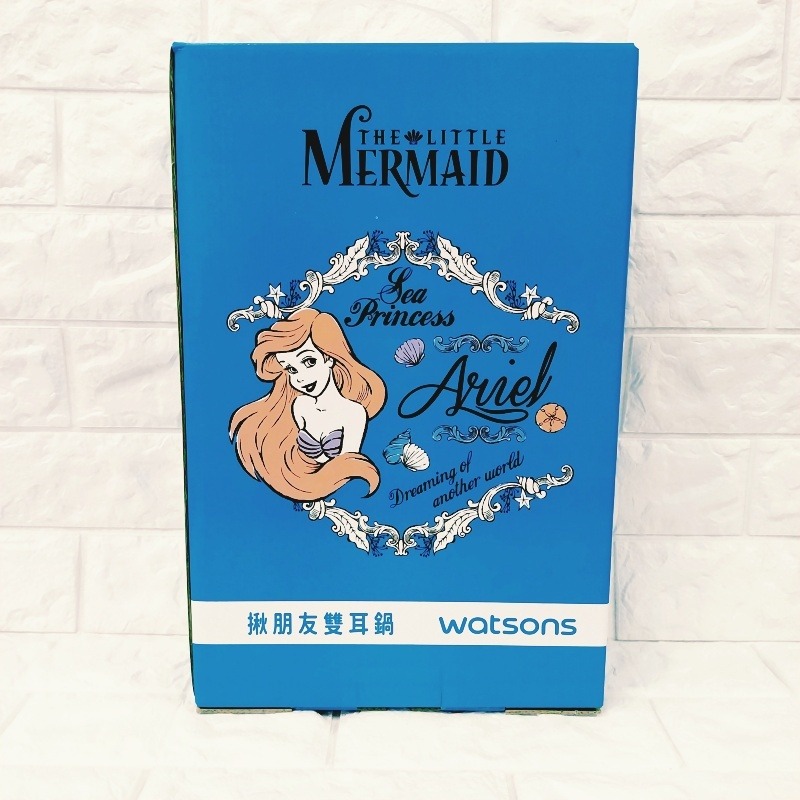 THE LITTLE
MERMAID
Sea
Princess
Ariel
Dreaming of
another world
揪朋友雙耳鍋 watsons